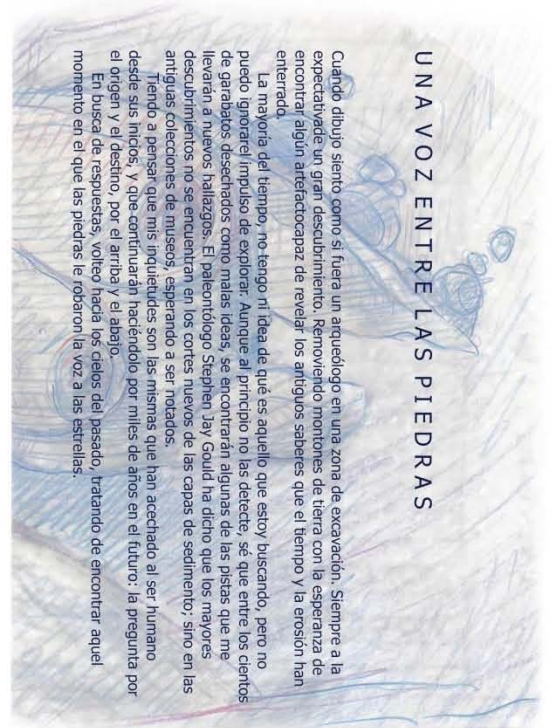 UNA VOZ ENTRE LAS PIEDRAS
Cuando dibujo siento como si fuera un arqueólogo en una zona de excavación. Siempre a la
expectativade un gran descubrimiento. Removiendo montones de tierra con la esperanza de
encontrar algún artefactocapaz de revelar los antiguos saberes que el tiempo y la erosión han
enterrado.
La mayoría del tiempo, no tengo ni idea de qué es aquello que estoy buscando, pero no
puedo ignorarel impulso de explorar. Aunque al principio no las detecte, sé que entre los cientos
de garabatos desechados como malas ideas, se encontrarán algunas de las pistas que me
llevarán a nuevos hallazgos. El paleontólogo Stephen Jay Gould ha dicho que los mayores
descubrimientos no se encuentran en los cortes nuevos de las capas de sedimento; sino en las
antiguas colecciones de museos, esperando a ser notados.
Tiendo a pensar que mis inquietudes son las mismas que han acechado al ser humano
desde sus inicios, y que continuarán haciéndolo por miles de años en el futuro: la pregunta por
el origen y el destino, por el arriba y el abajo.
En busca de respuestas, volteo hacia los cielos del pasado, tratando de encontrar aquel
momento en el que las piedras le robaron la voz a las estrellas.